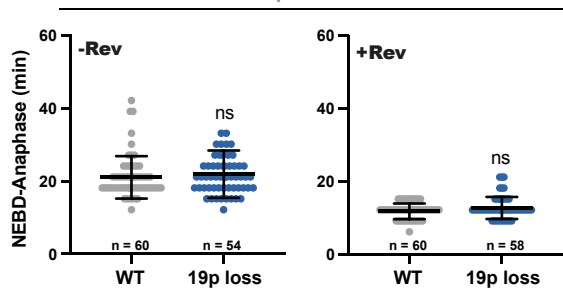 -Rev
+Rev
NEBD-Anaphase (min)
60
40
20
0
ns
n = 60
n = 54
WT
19p loss
60
40
20
0
ns
n = 60
n = 58
WT
19p loss